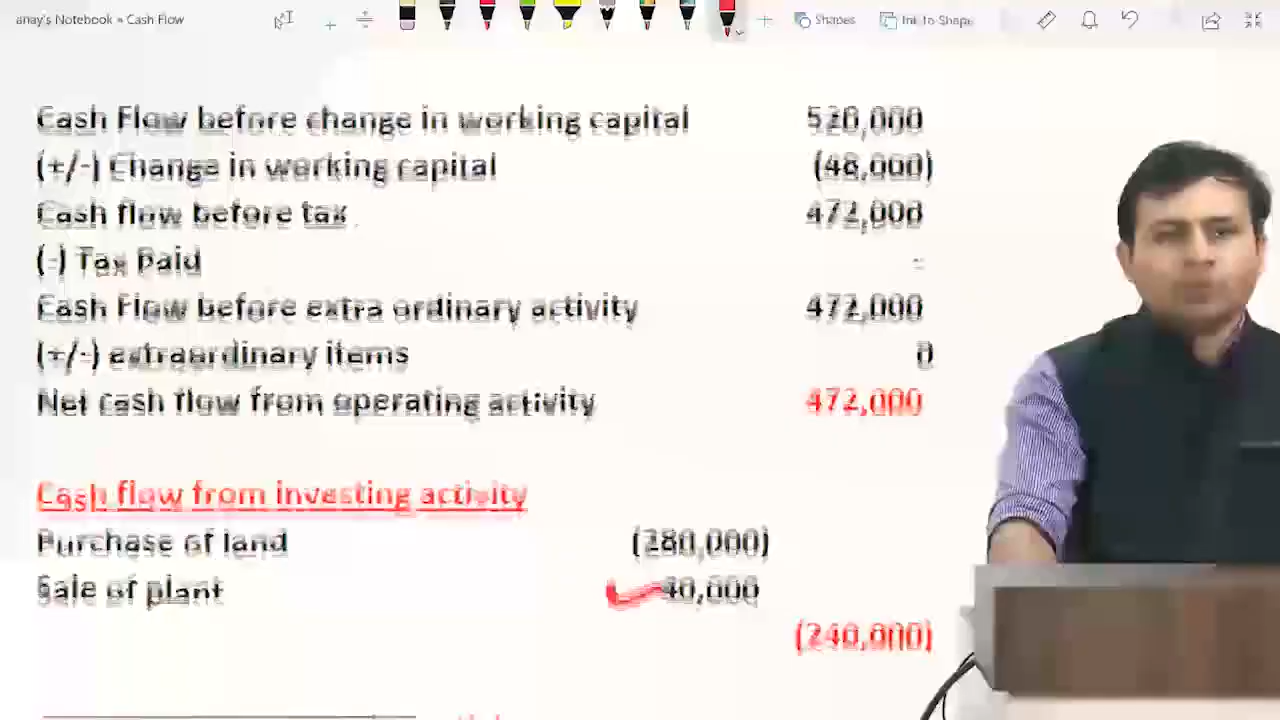 anay's Notebook » Cash Flow
Shapes
Ink to Shape
Cash Flow before change in working capital 520,000
(+/-) Change in working capital (48,000)
Cash flow before tax 472,000
(-) Tax Paid -
Cash Flow before extra ordinary activity 472,000
(+/-) extraordinary items 0
Net cash flow from operating activity 472,000
Cash flow from investing activity
Purchase of land (280,000)
Sale of plant 40,000
(240,000)